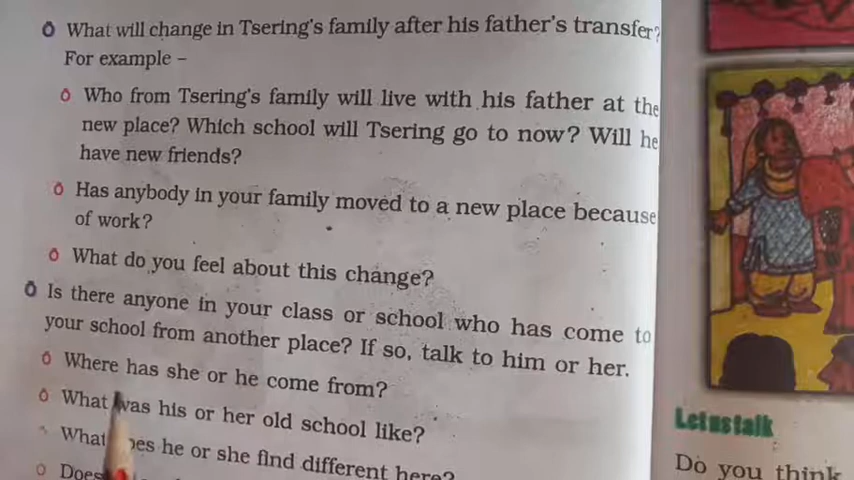 What will change in Tsering's family after his father's transfer?
For example –
Who from Tsering's family will live with his father at the
new place? Which school will Tsering go to now? Will he
have new friends?
Has anybody in your family moved to a new place because
of work?
What do you feel about this change?
Is there anyone in your class or school who has come to
your school from another place? If so, talk to him or her.
Where has she or he come from?
What was his or her old school like?
What does he or she find different here?
Does
Let us talk
Do you think